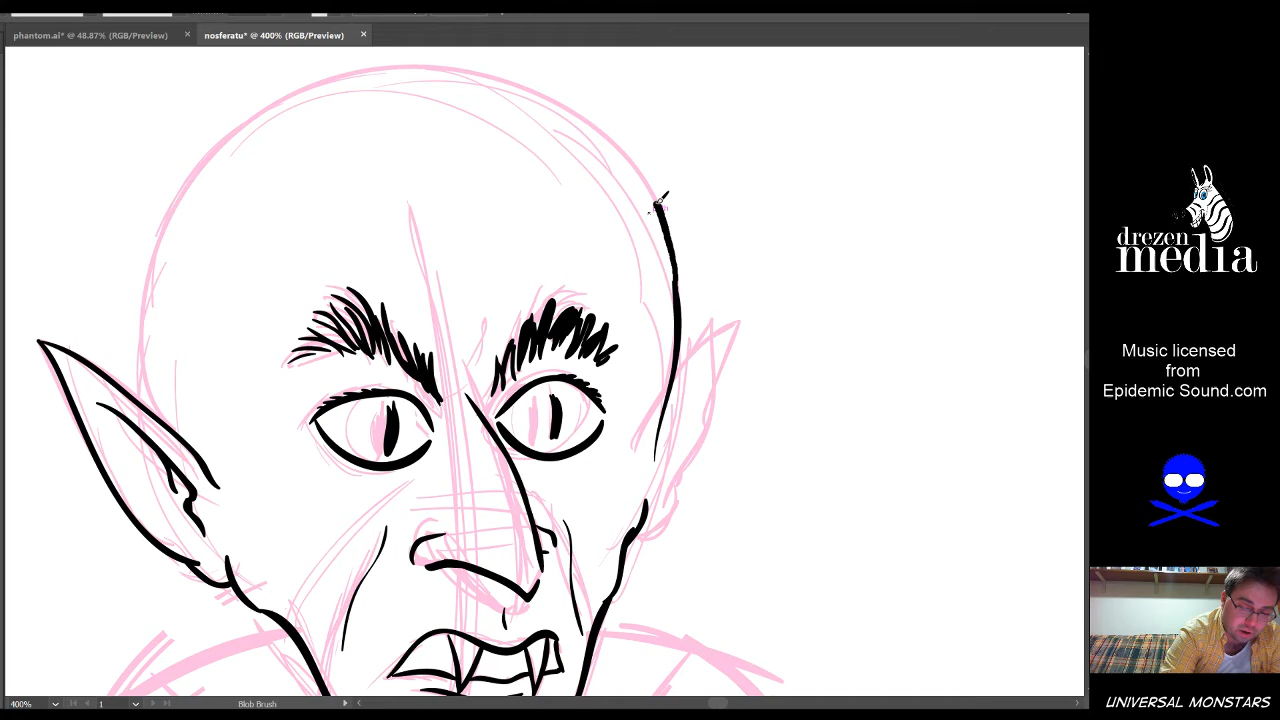 phantom.ai* @ 48.87% (RGB/Preview)
nosferatu* @ 400% (RGB/Preview)
drezen
media
Music licensed
from
Epidemic Sound.com
400%
1
Blob Brush
UNIVERSAL MONSTARS